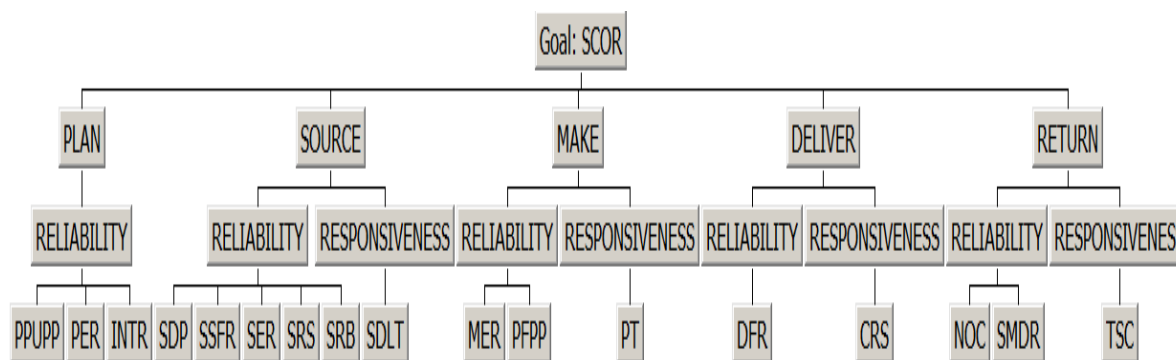 Goal: SCOR
PLAN SOURCE MAKE DELIVER RETURN
RELIABILITY RELIABILITY RESPONSIVENESS RELIABILITY RESPONSIVENESS RELIABILITY RESPONSIVENESS RELIABILITY RESPONSIVENES
PPUPP PER INTR SDP SSFR SER SRS SRB SDLT MER PFPP PT DFR CRS NOC SMDR TSC